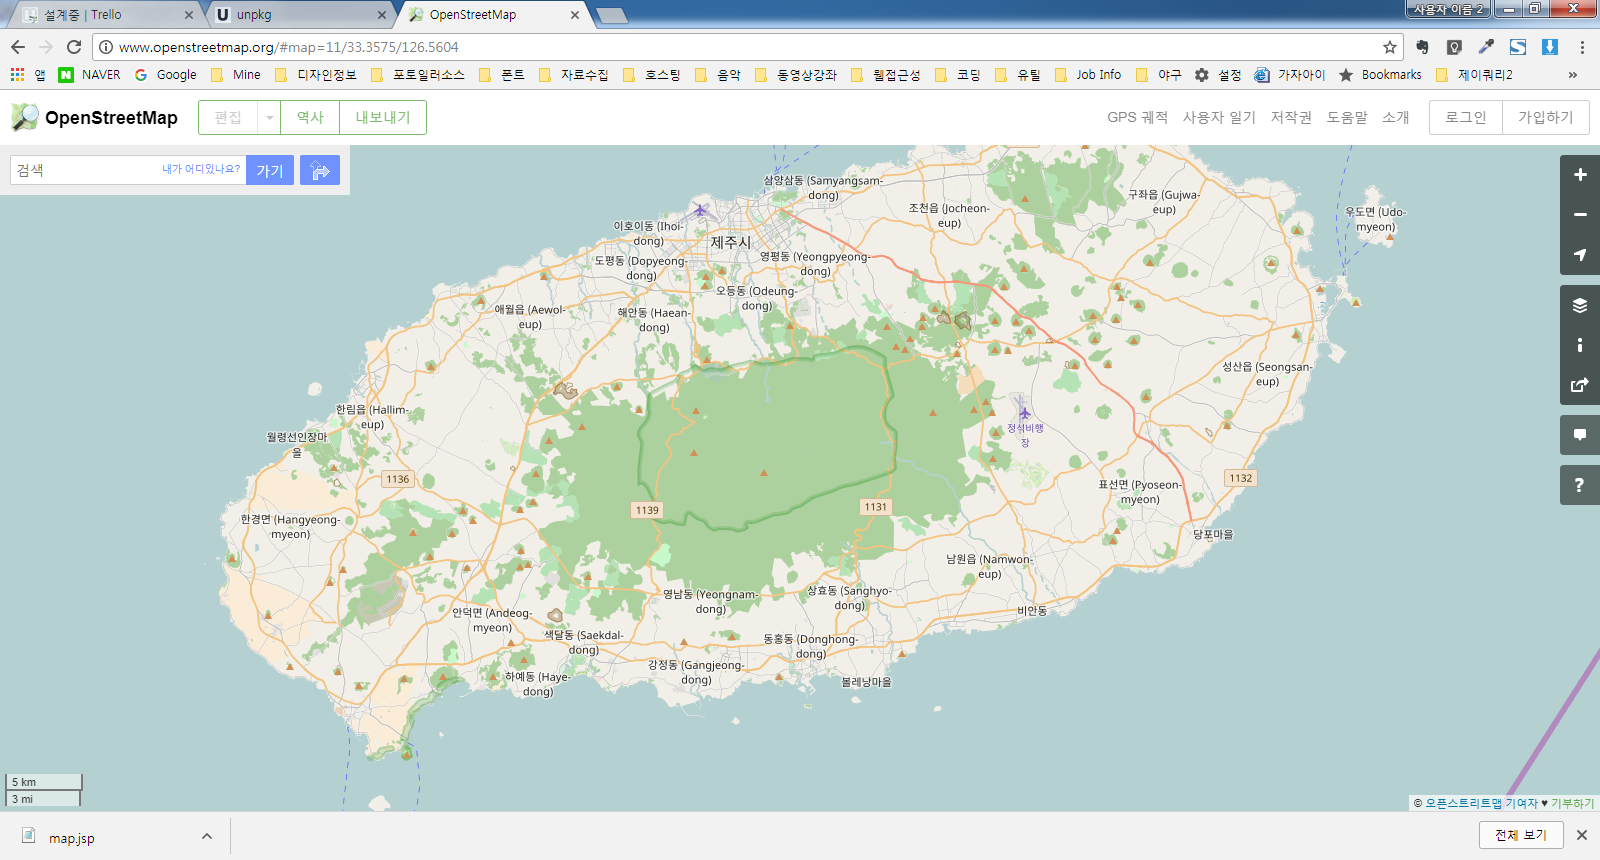 설계중 | Trello
unpkg
OpenStreetMap
사용자 이름 2
www.openstreetmap.org/#map=11/33.3575/126.5604
앱
NAVER
Google
Mine
디자인정보
포토일러소스
폰트
자료수집
호스팅
음악
동영상강좌
웹접근성
코딩
유틸
Job Info
야구
설정
가자아이
Bookmarks
제이쿼리2
»
OpenStreetMap
편집
역사
내보내기
GPS 궤적
사용자 일기
저작권
도움말
소개
로그인
가입하기
검색
내가 어디있나요?
가기
삼양삼동 (Samyangsam-
dong)
조천읍 (Jocheon-
eup)
구좌읍 (Gujwa-
eup)
우도면 (Udo-
myeon)
이호이동 (Ihoi-
dong)
제주시
도평동 (Dopyeong-
dong)
영평동 (Yeongpyeong-
dong)
오등동 (Odeung-
dong)
애월읍 (Aewol-
eup)
해안동 (Haean-
dong)
성산읍 (Seongsan-
eup)
한림읍 (Hallim-
eup)
월령선인장마
을
정석비행
장
1136
1132
표선면 (Pyoseon-
myeon)
1139
1131
한경면 (Hangyeong-
myeon)
당포마을
남원읍 (Namwon-
eup)
영남동 (Yeongnam-
dong)
상효동 (Sanghyo-
dong)
비안동
안덕면 (Andeog-
myeon)
색달동 (Saekdal-
dong)
동홍동 (Donghong-
dong)
강정동 (Gangjeong-
dong)
하예동 (Haye-
dong)
볼레낭마을
5 km
3 mi
© 오픈스트리트맵 기여자 ♥ 기부하기
map.jsp
전체 보기